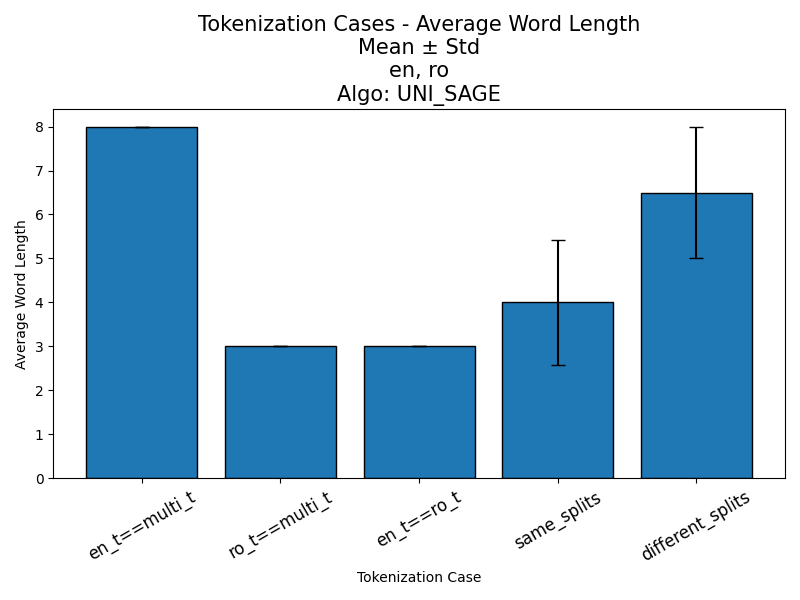 Tokenization Cases - Average Word Length
Mean ± Std
en, ro
Algo: UNI_SAGE
Average Word Length
8
7
6
5
4
3
2
1
0
en_t==multi_t
ro_t==multi_t
en_t==ro_t
same_splits
different_splits
Tokenization Case